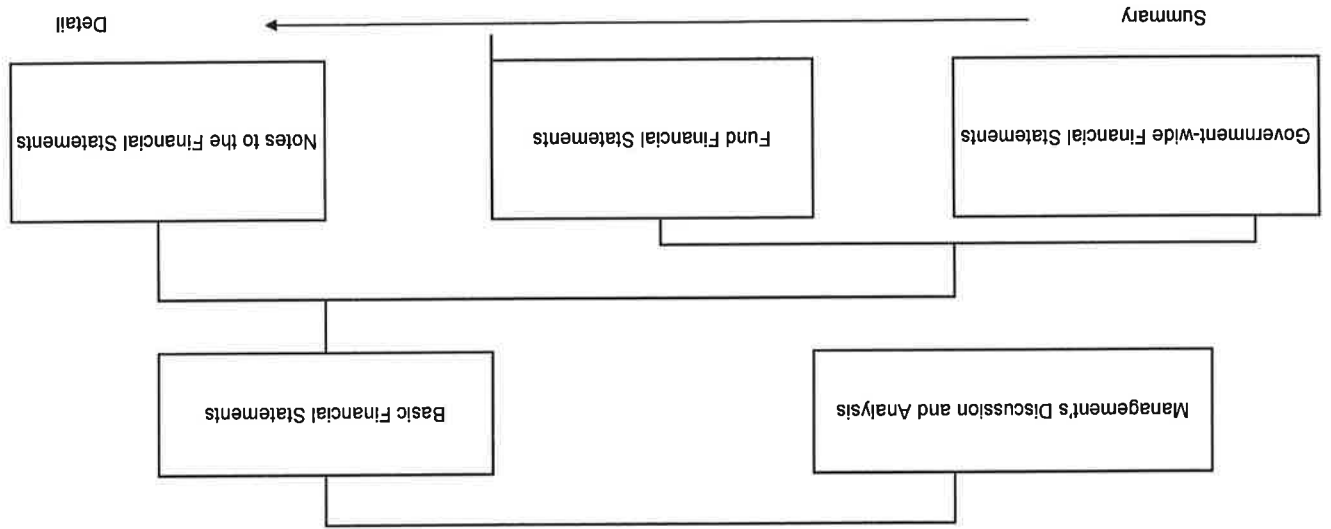 Management's Discussion and Analysis
Basic Financial Statements
Government-wide Financial Statements
Fund Financial Statements
Notes to the Financial Statements
Summary
Detail